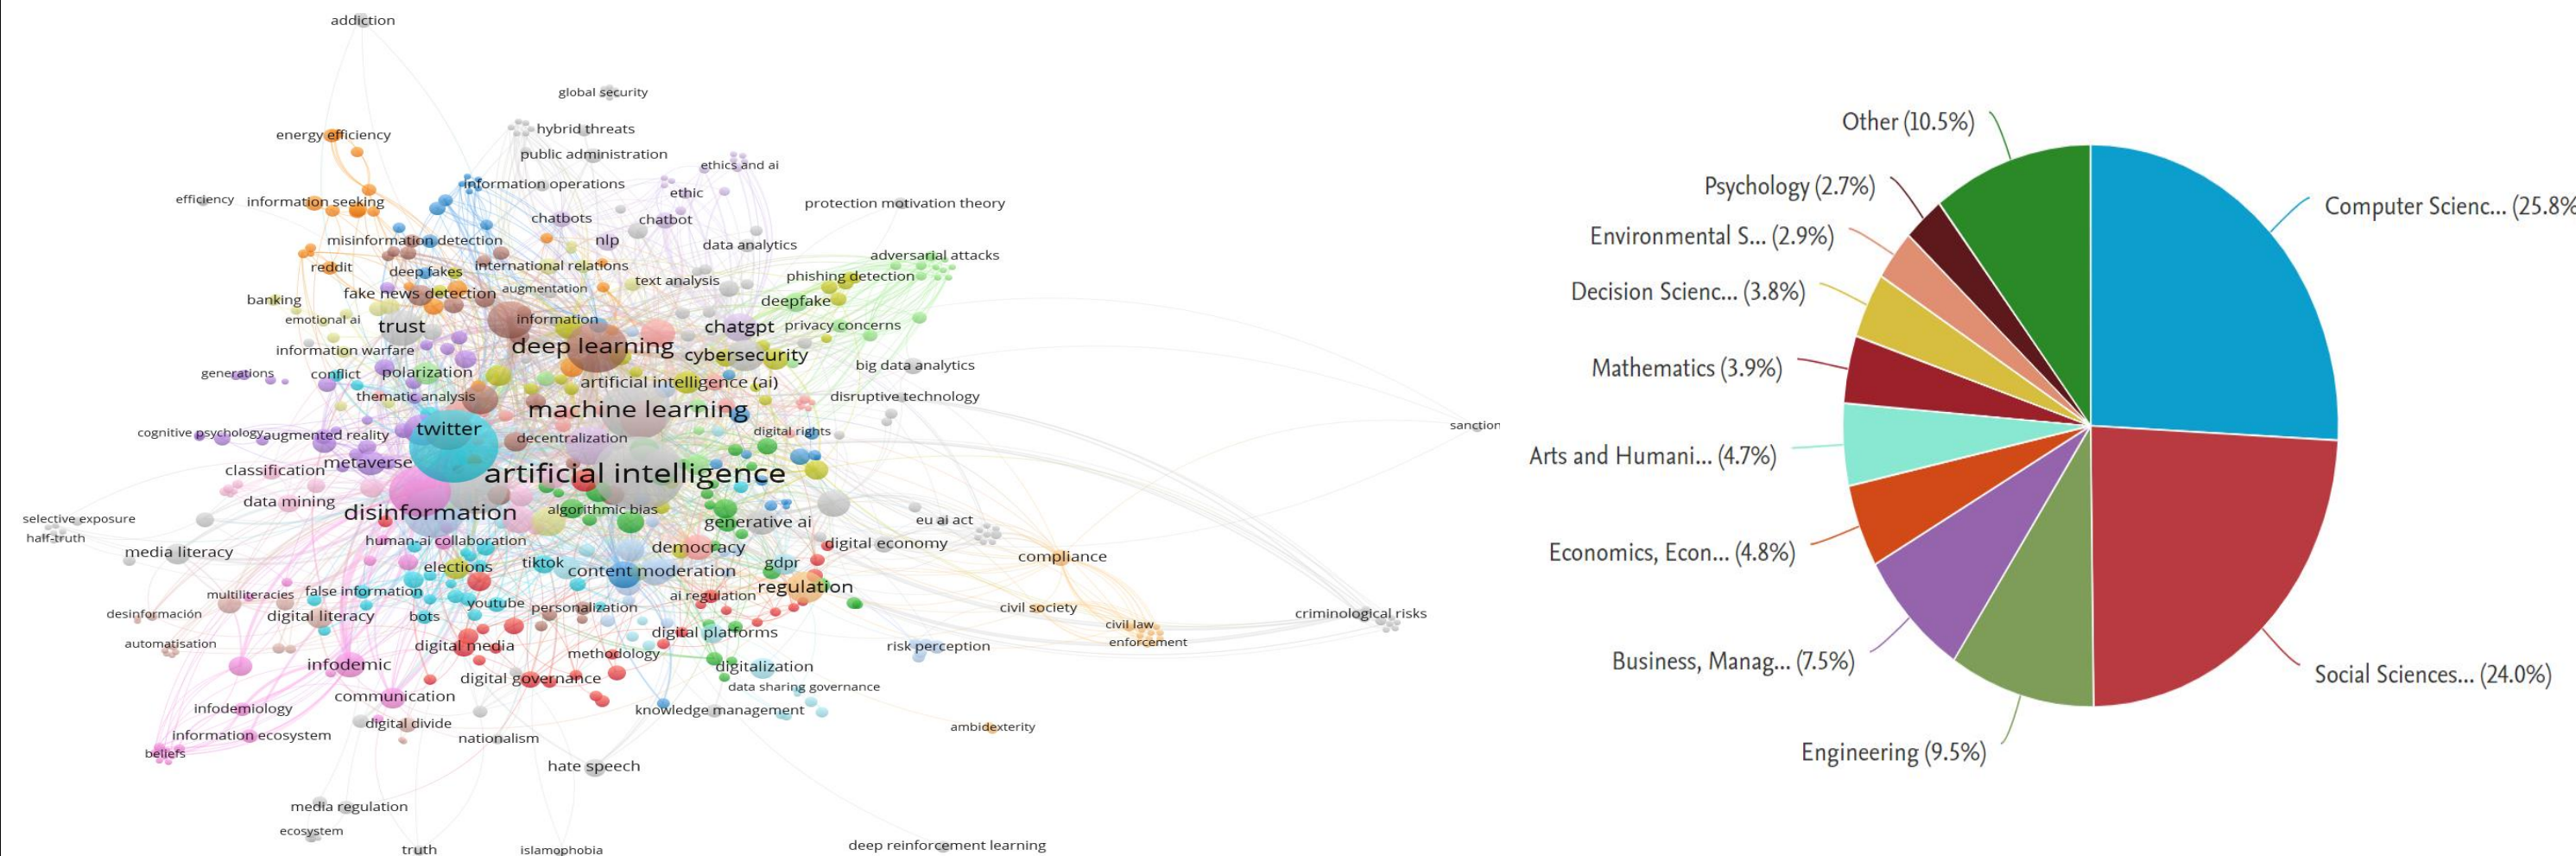 addiction
global security
energy efficiency
hybrid threats
public administration
ethics and ai
information operations
ethic
efficiency
information seeking
protection motivation theory
chatbots
chatbot
misinformation detection
nlp
data analytics
adversarial attacks
reddit
deep fakes
international relations
text analysis
phishing detection
banking
fake news detection
augmentation
deepfake
emotional ai
trust
information
chatgpt
privacy concerns
information warfare
deep learning
cybersecurity
generations
conflict
polarization
big data analytics
artificial intelligence (ai)
thematic analysis
disruptive technology
machine learning
cognitive psychology
augmented reality
twitter
decentralization
digital rights
sanction
classification
metaverse
artificial intelligence
data mining
disinformation
algorithmic bias
generative ai
eu ai act
selective exposure
half-truth
media literacy
human-ai collaboration
democracy
digital economy
compliance
elections
tiktok
content moderation
gdpr
regulation
multiliteracies
false information
youtube
personalization
ai regulation
civil society
desinformación
digital literacy
bots
criminological risks
civil law
digital platforms
enforcement
automatisation
digital media
methodology
risk perception
infodemic
digitalization
digital governance
data sharing governance
communication
infodemiology
knowledge management
digital divide
ambidexterity
information ecosystem
nationalism
beliefs
hate speech
media regulation
ecosystem
truth
islamophobia
deep reinforcement learning
Other (10.5%)
Psychology (2.7%)
Environmental S... (2.9%)
Decision Scienc... (3.8%)
Mathematics (3.9%)
Arts and Humani... (4.7%)
Economics, Econ... (4.8%)
Business, Manag... (7.5%)
Engineering (9.5%)
Computer Scienc... (25.8%
Social Sciences... (24.0%)